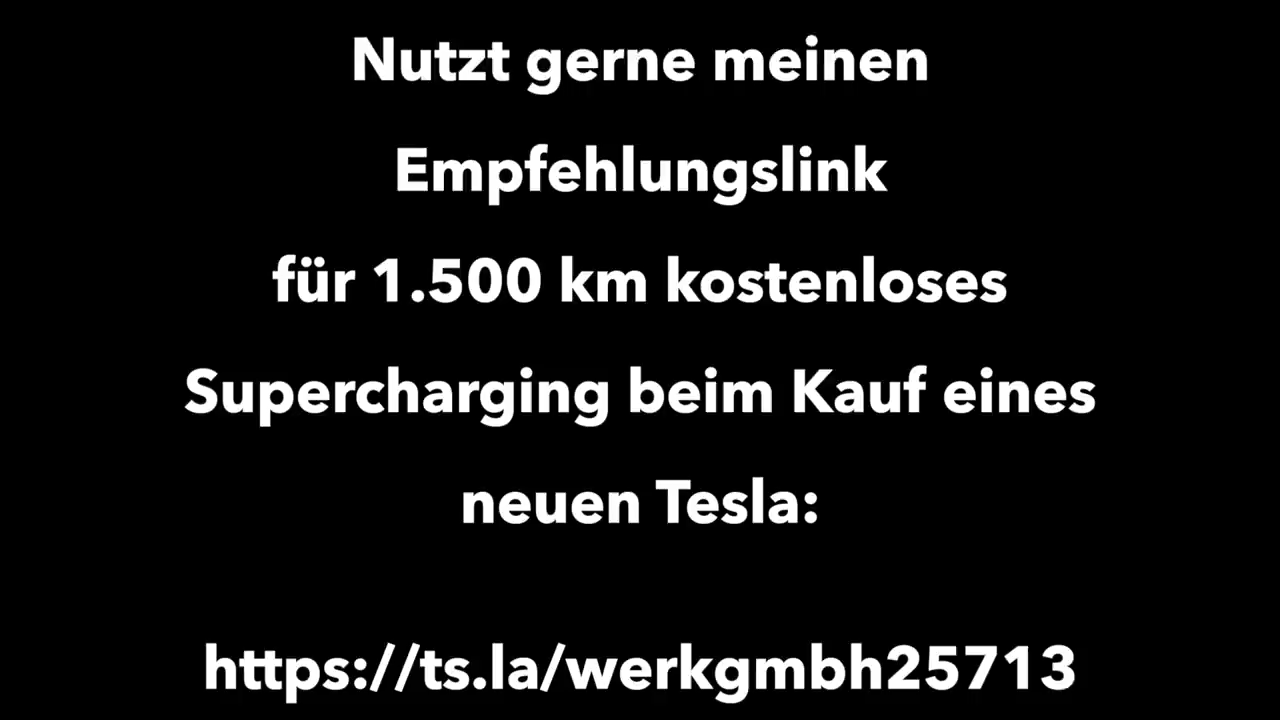 Nutzt gerne meinen
Empfehlungslink
für 1.500 km kostenloses
Supercharging beim Kauf eines
neuen Tesla:
https://ts.la/werkgmbh25713